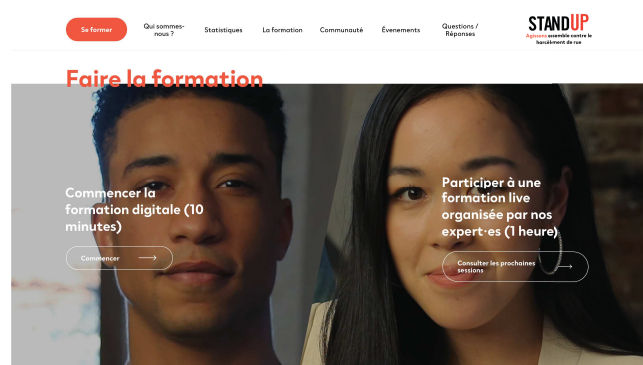 Se former
Qui sommes-
nous ?
Statistiques
La formation
Communauté
Évenements
Questions /
Réponses
STANDUP
Agissons ensemble contre le
harcèlement de rue
Faire la formation
Commencer la
formation digitale (10
minutes)
Commencer
Participer à une
formation live
organisée par nos
expert·es (1 heure)
Consulter les prochaines
sessions